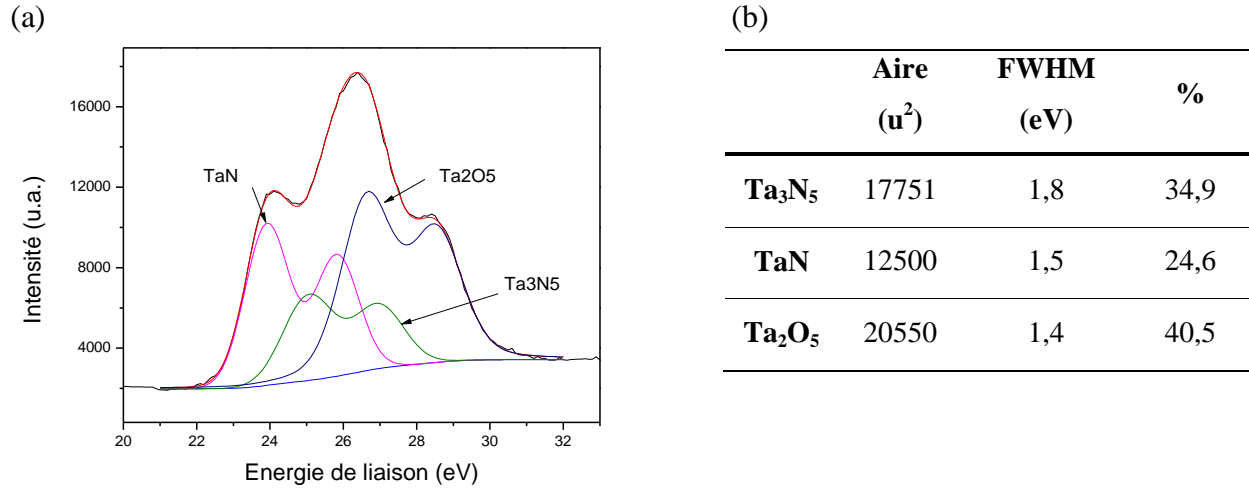 (a)
16000
12000
8000
4000
Intensité (u.a.)
TaN
Ta2O5
Ta3N5
20 22 24 26 28 30 32
Energie de liaison (eV)
(b)
Aire (u²) FWHM (eV) %
Ta₃N₅ 17751 1,8 34,9
TaN 12500 1,5 24,6
Ta₂O₅ 20550 1,4 40,5